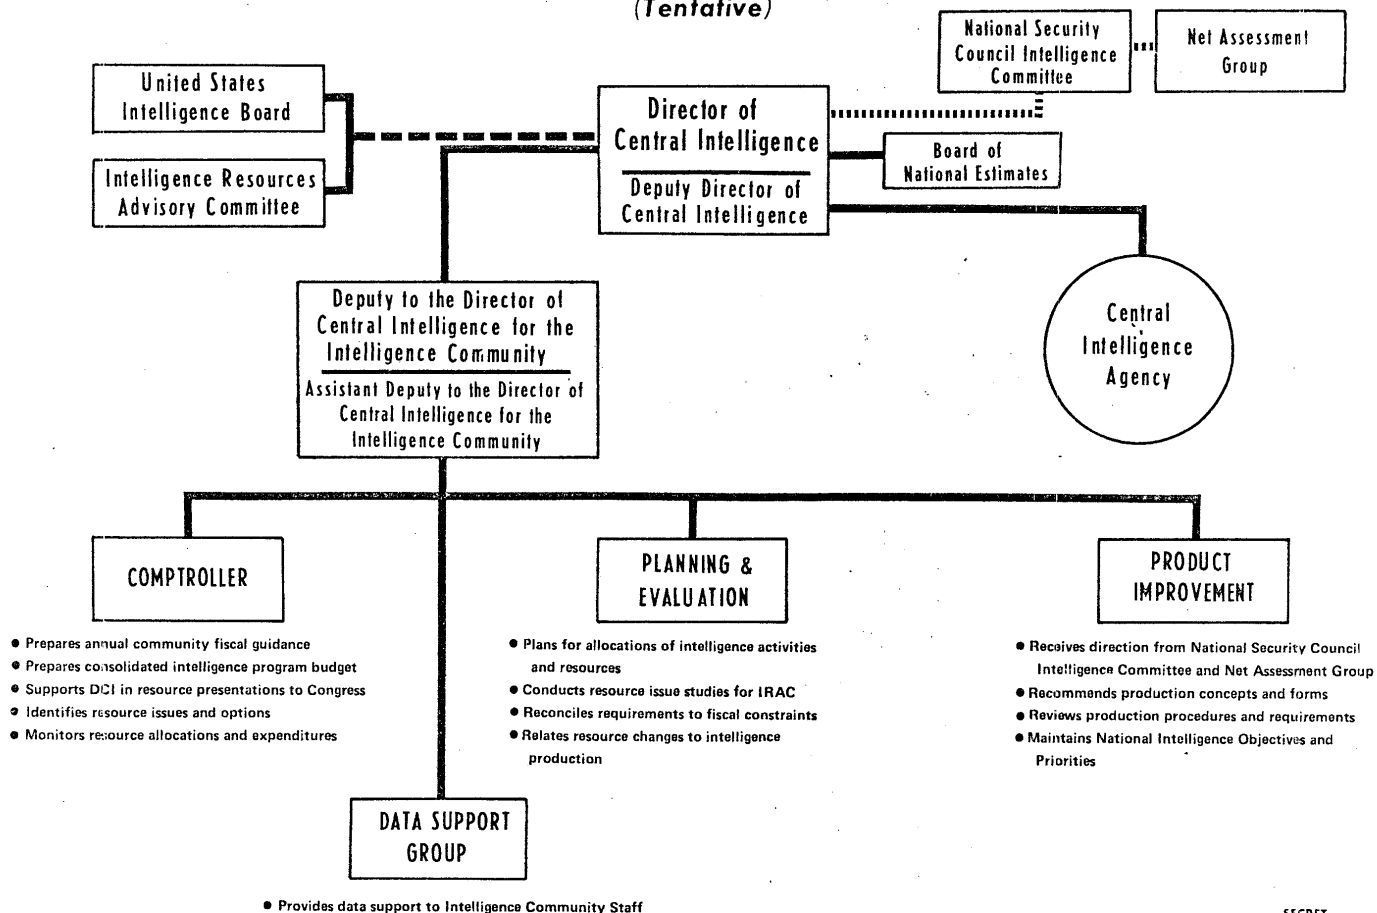 (Tentative)
National Security
Council Intelligence
Committee
Net Assessment
Group
United States
Intelligence Board
Intelligence Resources
Advisory Committee
Director of
Central Intelligence
Deputy Director of
Central Intelligence
Board of
National Estimates
Central
Intelligence
Agency
Deputy to the Director of
Central Intelligence for the
Intelligence Community
Assistant Deputy to the Director of
Central Intelligence for the
Intelligence Community
COMPTROLLER
● Prepares annual community fiscal guidance
● Prepares consolidated intelligence program budget
● Supports DCI in resource presentations to Congress
● Identifies resource issues and options
● Monitors resource allocations and expenditures
PLANNING &
EVALUATION
● Plans for allocations of intelligence activities
and resources
● Conducts resource issue studies for IRAC
● Reconciles requirements to fiscal constraints
● Relates resource changes to intelligence
production
PRODUCT
IMPROVEMENT
● Receives direction from National Security Council
Intelligence Committee and Net Assessment Group
● Recommends production concepts and forms
● Reviews production procedures and requirements
● Maintains National Intelligence Objectives and
Priorities
DATA SUPPORT
GROUP
● Provides data support to Intelligence Community Staff
SECRET